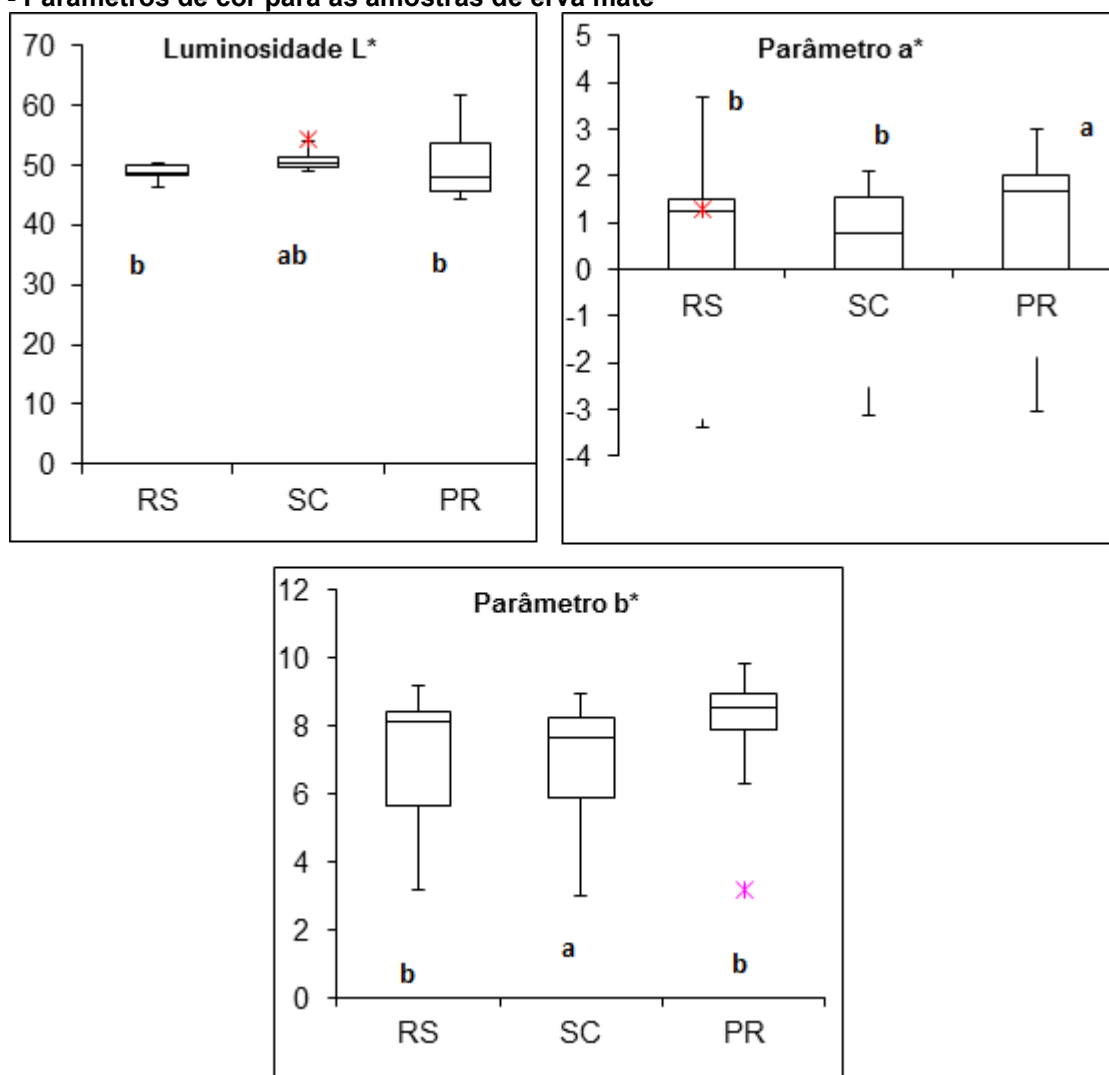 - Parâmetros de cor para as amostras de erva mate
Luminosidade L*
70
60
50
40
30
20
10
0
b
ab
b
RS SC PR
Parâmetro a*
5
4
3
2
1
0
-1
-2
-3
-4
b
b
a
RS SC PR
Parâmetro b*
12
10
8
6
4
2
0
b
a
b
RS SC PR